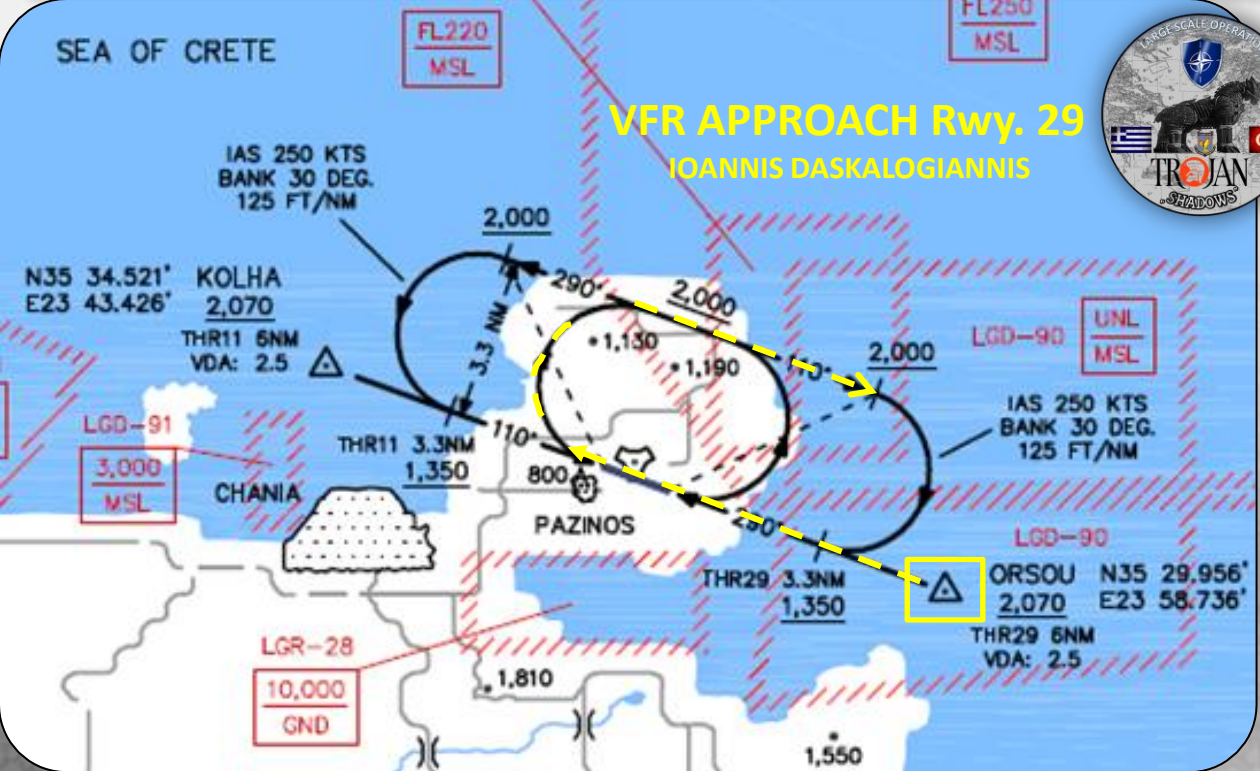 SEA OF CRETE
FL220
MSL
FL250
MSL
LARGE SCALE OPERATION
TROJAN
"SHADOWS"
VFR APPROACH Rwy. 29
IOANNIS DASKALOGIANNIS
IAS 250 KTS
BANK 30 DEG.
125 FT/NM
2,000
N35 34.521' KOLHA
E23 43.426' 2,070
THR11 6NM
VDA: 2.5
290°
2,000
3.3 NM
1,130
1,190
110°
2,000
LGD-90
UNL
MSL
IAS 250 KTS
BANK 30 DEG.
125 FT/NM
LGD-91
3,000
MSL
THR11 3.3NM
1,350
110°
800
CHANIA
PAZINOS
290°
LGD-90
THR29 3.3NM
1,350
ORSOU N35 29.956'
2,070 E23 58.736'
THR29 6NM
VDA: 2.5
LGR-28
10,000
GND
1,810
1,550